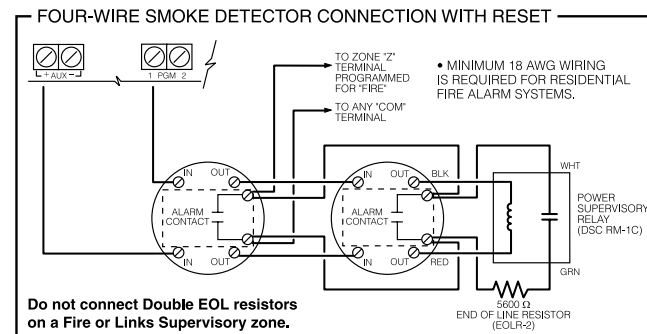 FOUR-WIRE SMOKE DETECTOR CONNECTION WITH RESET
+ AUX -
1 PGM 2
TO ZONE "Z"
TERMINAL
PROGRAMMED
FOR "FIRE"
TO ANY "COM"
TERMINAL
• MINIMUM 18 AWG WIRING
IS REQUIRED FOR RESIDENTIAL
FIRE ALARM SYSTEMS.
IN
OUT
ALARM
CONTACT
IN
OUT
IN
OUT
ALARM
CONTACT
IN
OUT
BLK
RED
WHT
POWER
SUPERVISORY
RELAY
(DSC RM-1C)
GRN
5600 Ω
END OF LINE RESISTOR
(EOLR-2)
Do not connect Double EOL resistors
on a Fire or Links Supervisory zone.